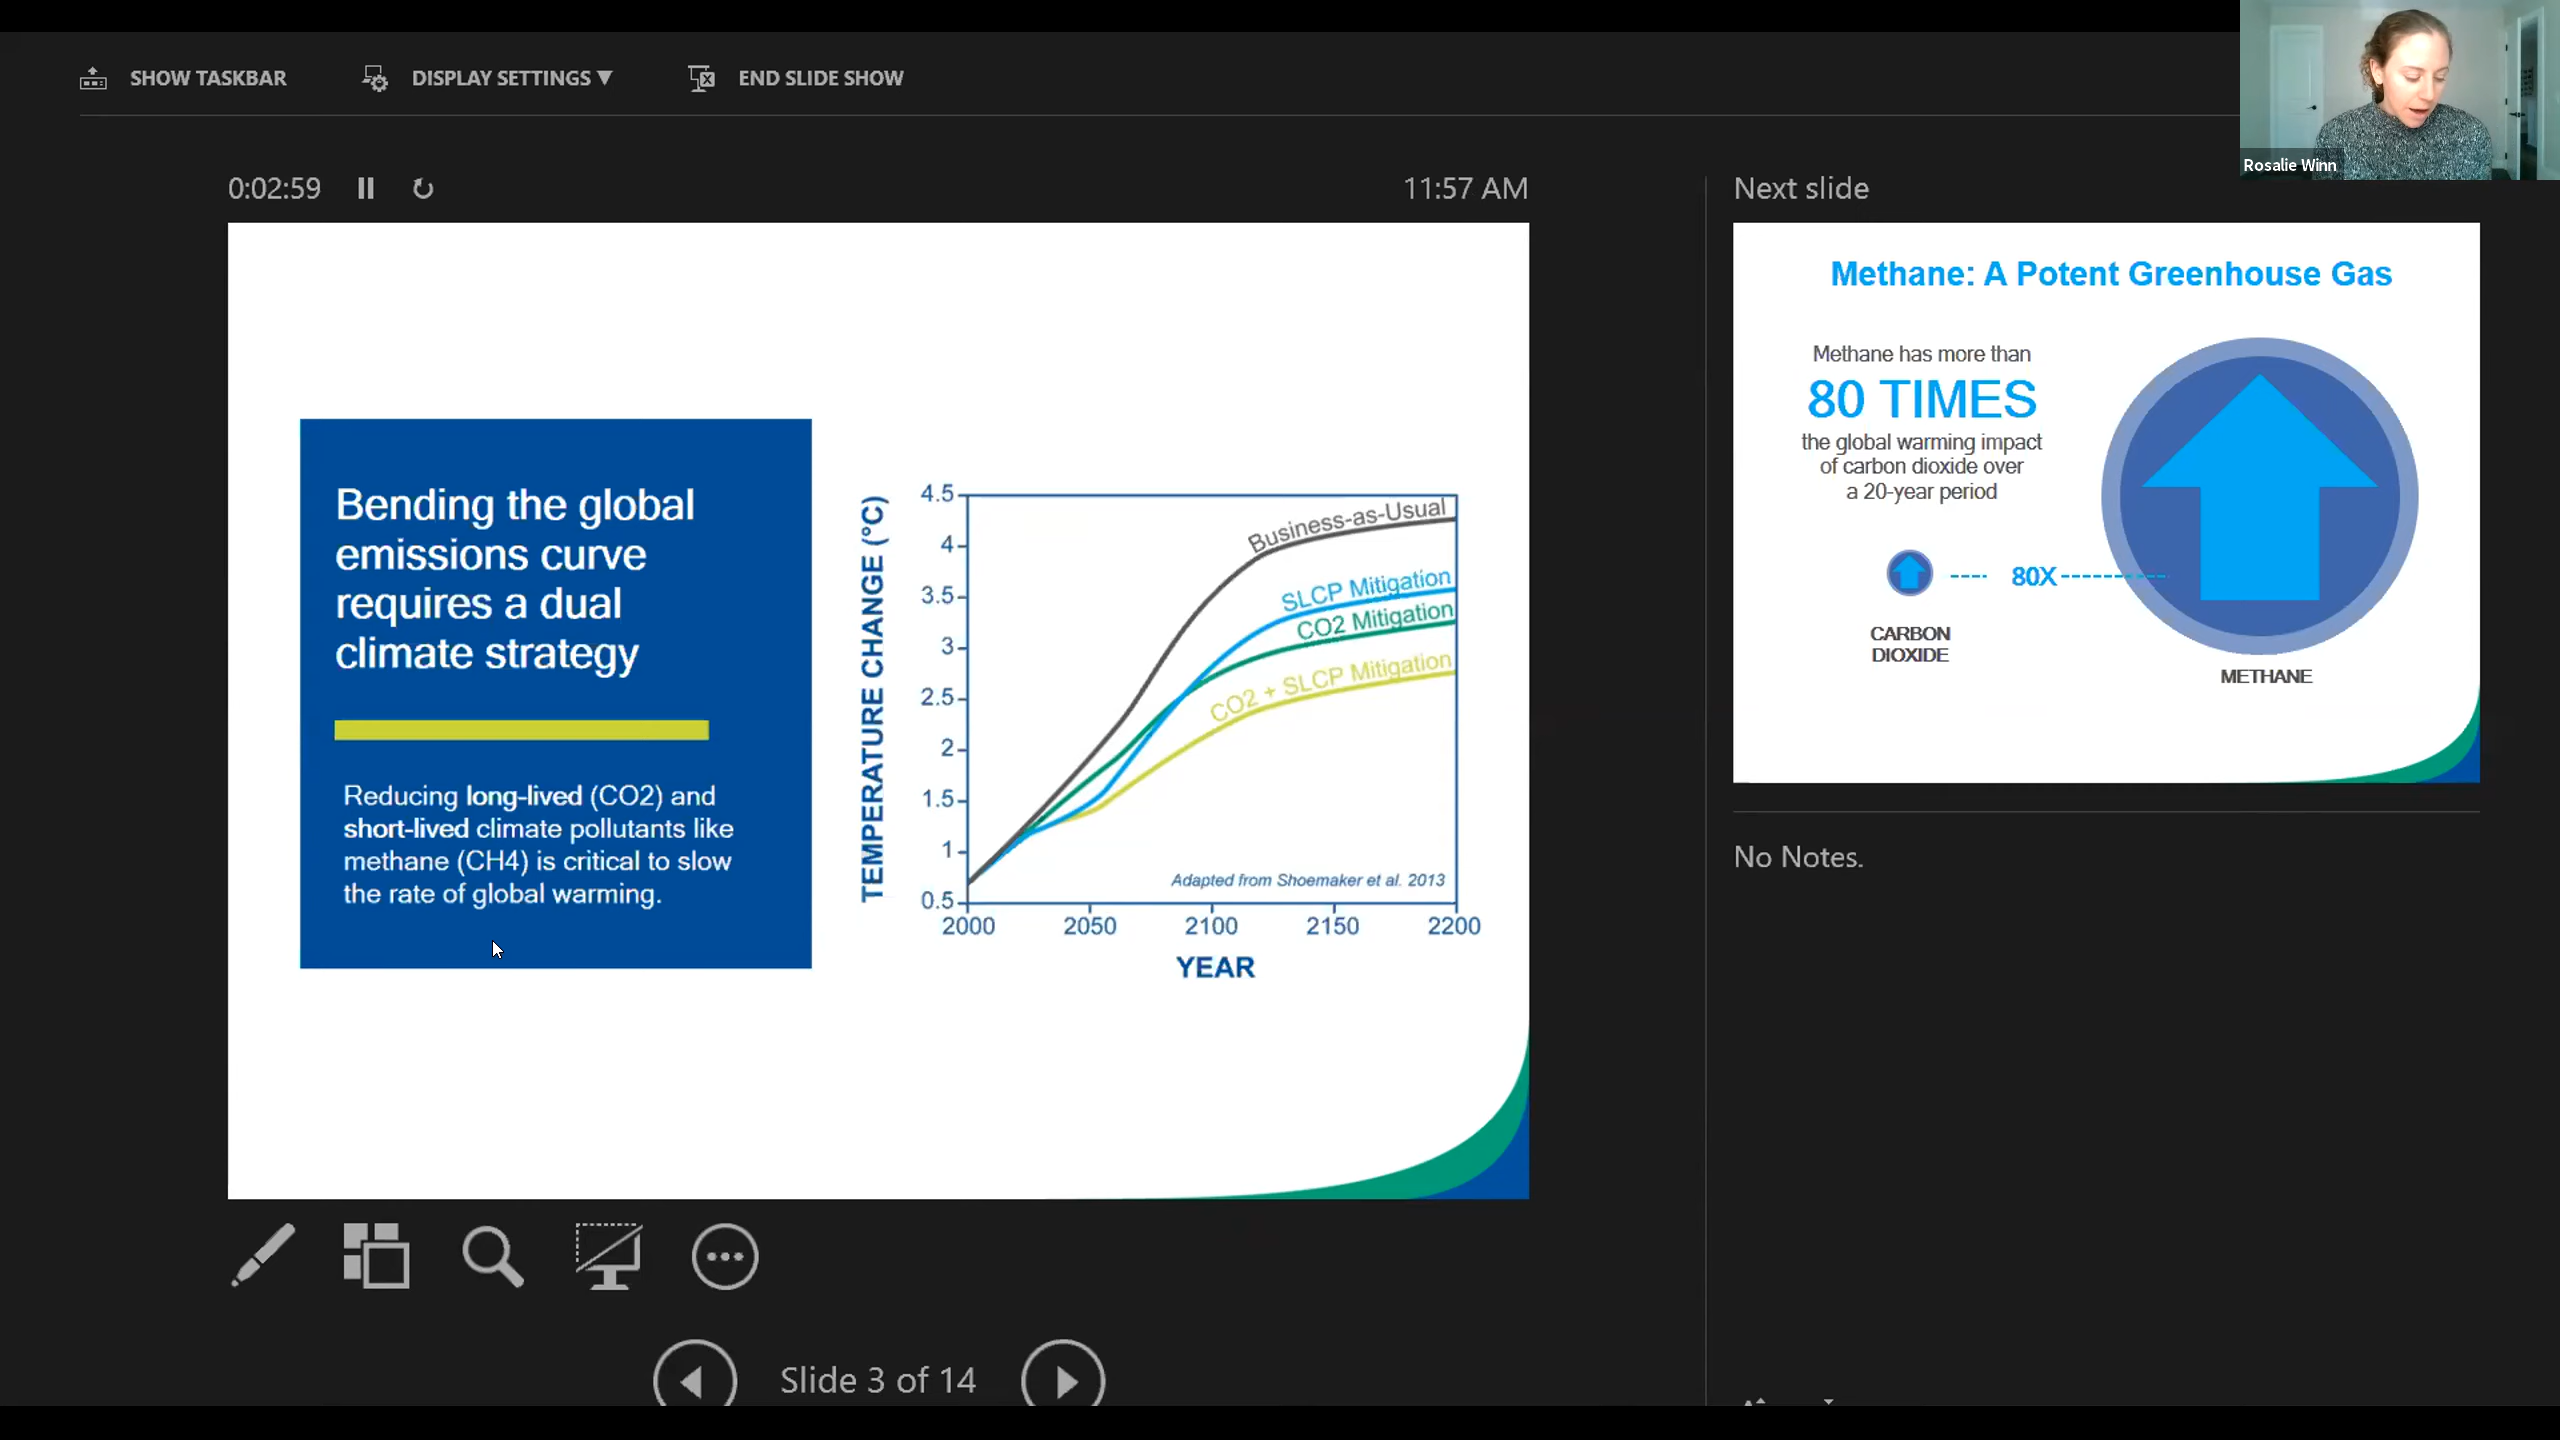 SHOW TASKBAR
DISPLAY SETTINGS ▼
END SLIDE SHOW
Rosalie Winn
0:02:59
11:57 AM
Bending the global
emissions curve
requires a dual
climate strategy
Reducing long-lived (CO2) and
short-lived climate pollutants like
methane (CH4) is critical to slow
the rate of global warming.
TEMPERATURE CHANGE (°C)
4.5
4
3.5
3
2.5
2
1.5
1
0.5
Business-as-Usual
SLCP Mitigation
CO2 Mitigation
CO2 + SLCP Mitigation
Adapted from Shoemaker et al. 2013
2000
2050
2100
2150
2200
YEAR
Slide 3 of 14
Next slide
Methane: A Potent Greenhouse Gas
Methane has more than
80 TIMES
the global warming impact
of carbon dioxide over
a 20-year period
80X
CARBON
DIOXIDE
METHANE
No Notes.